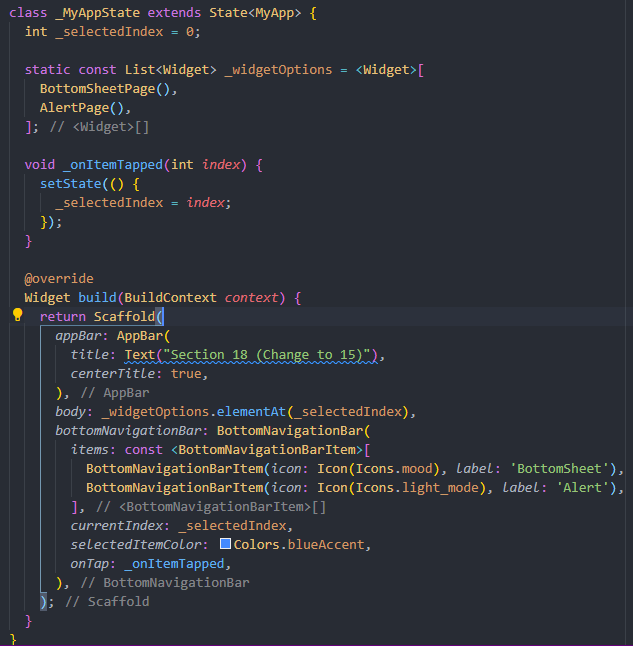 class _MyAppState extends State<MyApp> {
  int _selectedIndex = 0;

  static const List<Widget> _widgetOptions = <Widget>[
    BottomSheetPage(),
    AlertPage(),
  ]; // <Widget>[]

  void _onItemTapped(int index) {
    setState(() {
      _selectedIndex = index;
    });
  }

  @override
  Widget build(BuildContext context) {
    return Scaffold(
      appBar: AppBar(
        title: Text("Section 18 (Change to 15)"),
        centerTitle: true,
      ), // AppBar
      body: _widgetOptions.elementAt(_selectedIndex),
      bottomNavigationBar: BottomNavigationBar(
        items: const <BottomNavigationBarItem>[
          BottomNavigationBarItem(icon: Icon(Icons.mood), label: 'BottomSheet'),
          BottomNavigationBarItem(icon: Icon(Icons.light_mode), label: 'Alert'),
        ], // <BottomNavigationBarItem>[]
        currentIndex: _selectedIndex,
        selectedItemColor: Colors.blueAccent,
        onTap: _onItemTapped,
      ), // BottomNavigationBar
    ); // Scaffold
  }
}